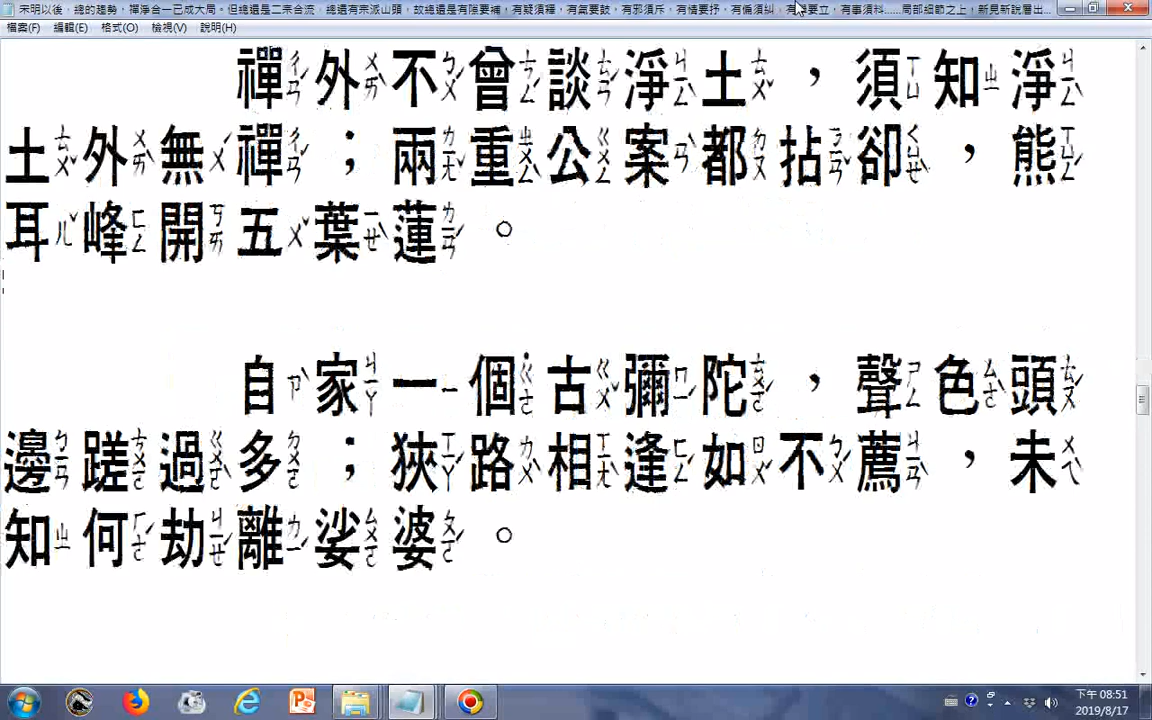 宋明以後，總的趨勢，禪淨合一已成大局。但總還是二宗合流，總還有宗派山頭，故總還是有隙要補，有疑須釋，有氣要鼓，有邪須斥，有情要抒，有偏須糾，有 要立，有事須料……局部細節之上，新見新說層出...
檔案(F) 編輯(E) 格式(O) 檢視(V) 說明(H)
禪外不曾談淨土，須知淨
土外無禪；兩重公案都拈卻，熊
耳峰開五葉蓮。
自家一個古彌陀，聲色頭
邊蹉過多；狹路相逢如不薦，未
知何劫離娑婆。
下午 08:51
2019/8/17